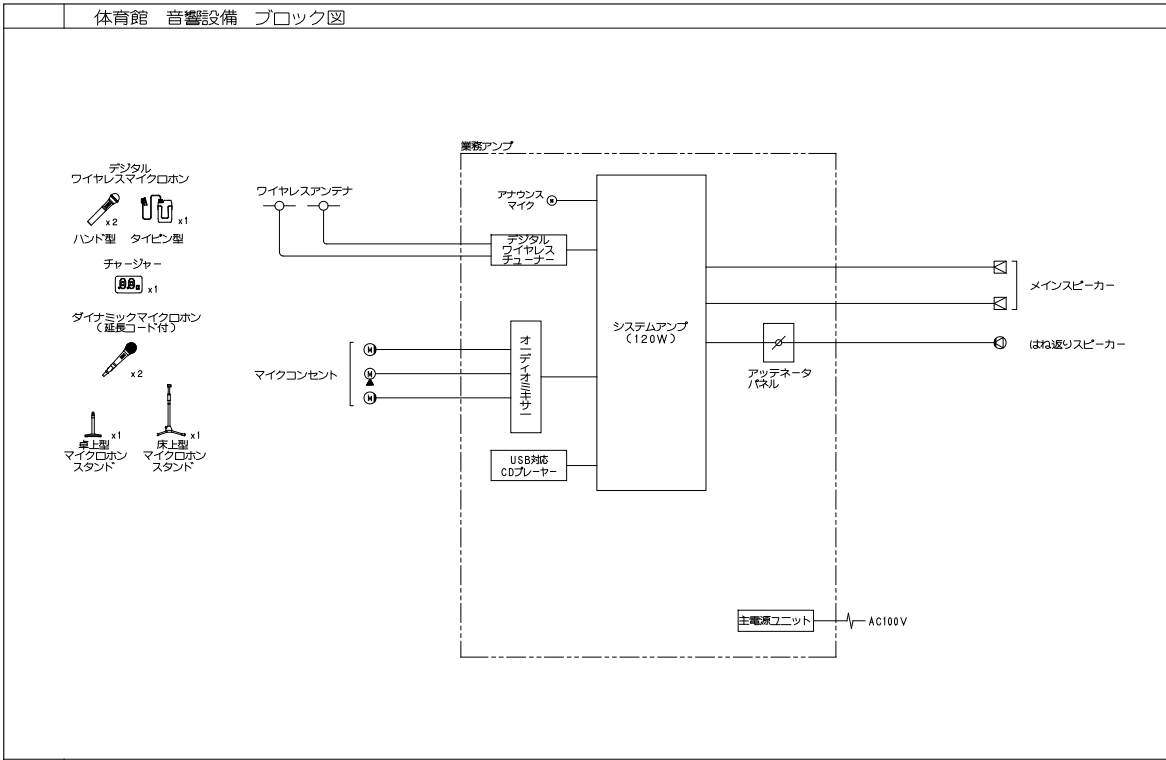 体育館　音響設備　ブロック図
デジタル
ワイヤレスマイクロホン
x2
x1
ハンド型
タイピン型
チャージャー
x1
ダイナミックマイクロホン
（延長コード付）
x2
x1
卓上型
マイクロホン
スタンド
x1
床上型
マイクロホン
スタンド
ワイヤレスアンテナ
マイクコンセント
M
M
M
業務アンプ
アナウンス
マイク
デジタル
ワイヤレス
チューナー
オーディオミキサー
USB対応
CDプレーヤー
システムアンプ
（120W）
アッテネータ
パネル
主電源ユニット
AC100V
メインスピーカー
はね返りスピーカー